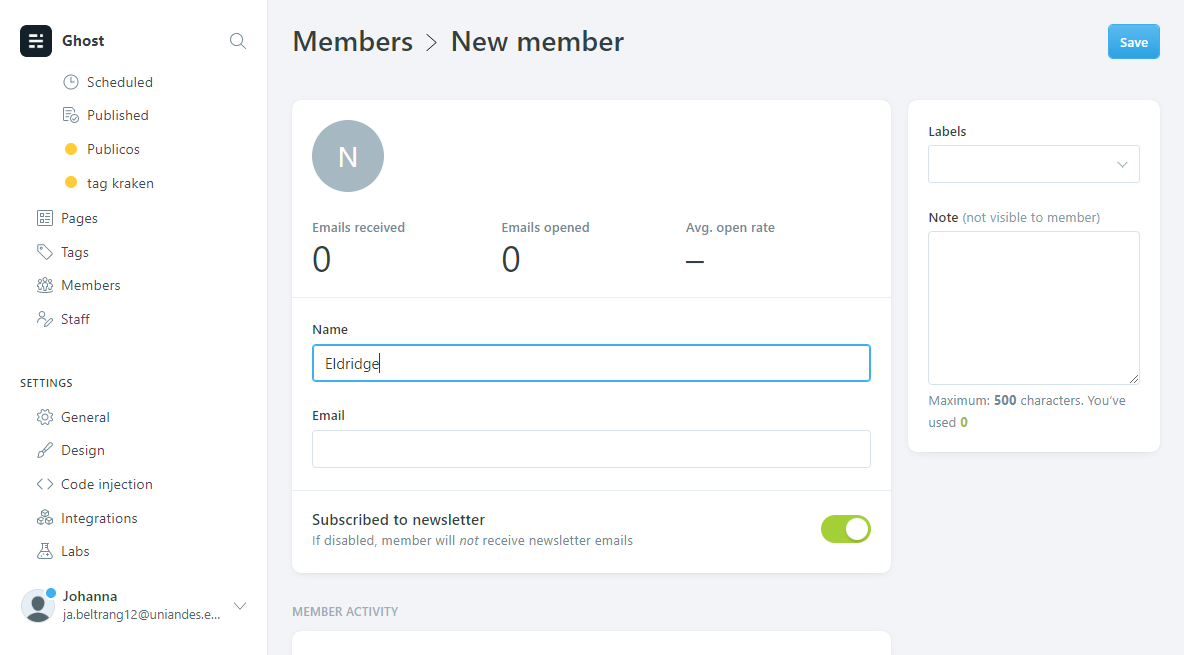 Ghost
Scheduled
Published
Publicos
tag kraken
Pages
Tags
Members
Staff
SETTINGS
General
Design
Code injection
Integrations
Labs
Johanna
ja.beltrang12@uniandes.e...
Members > New member
Save
N
Emails received
0
Emails opened
0
Avg. open rate
–
Name
Eldridge
Email
Subscribed to newsletter
If disabled, member will not receive newsletter emails
MEMBER ACTIVITY
Labels
Note (not visible to member)
Maximum: 500 characters. You've
used 0